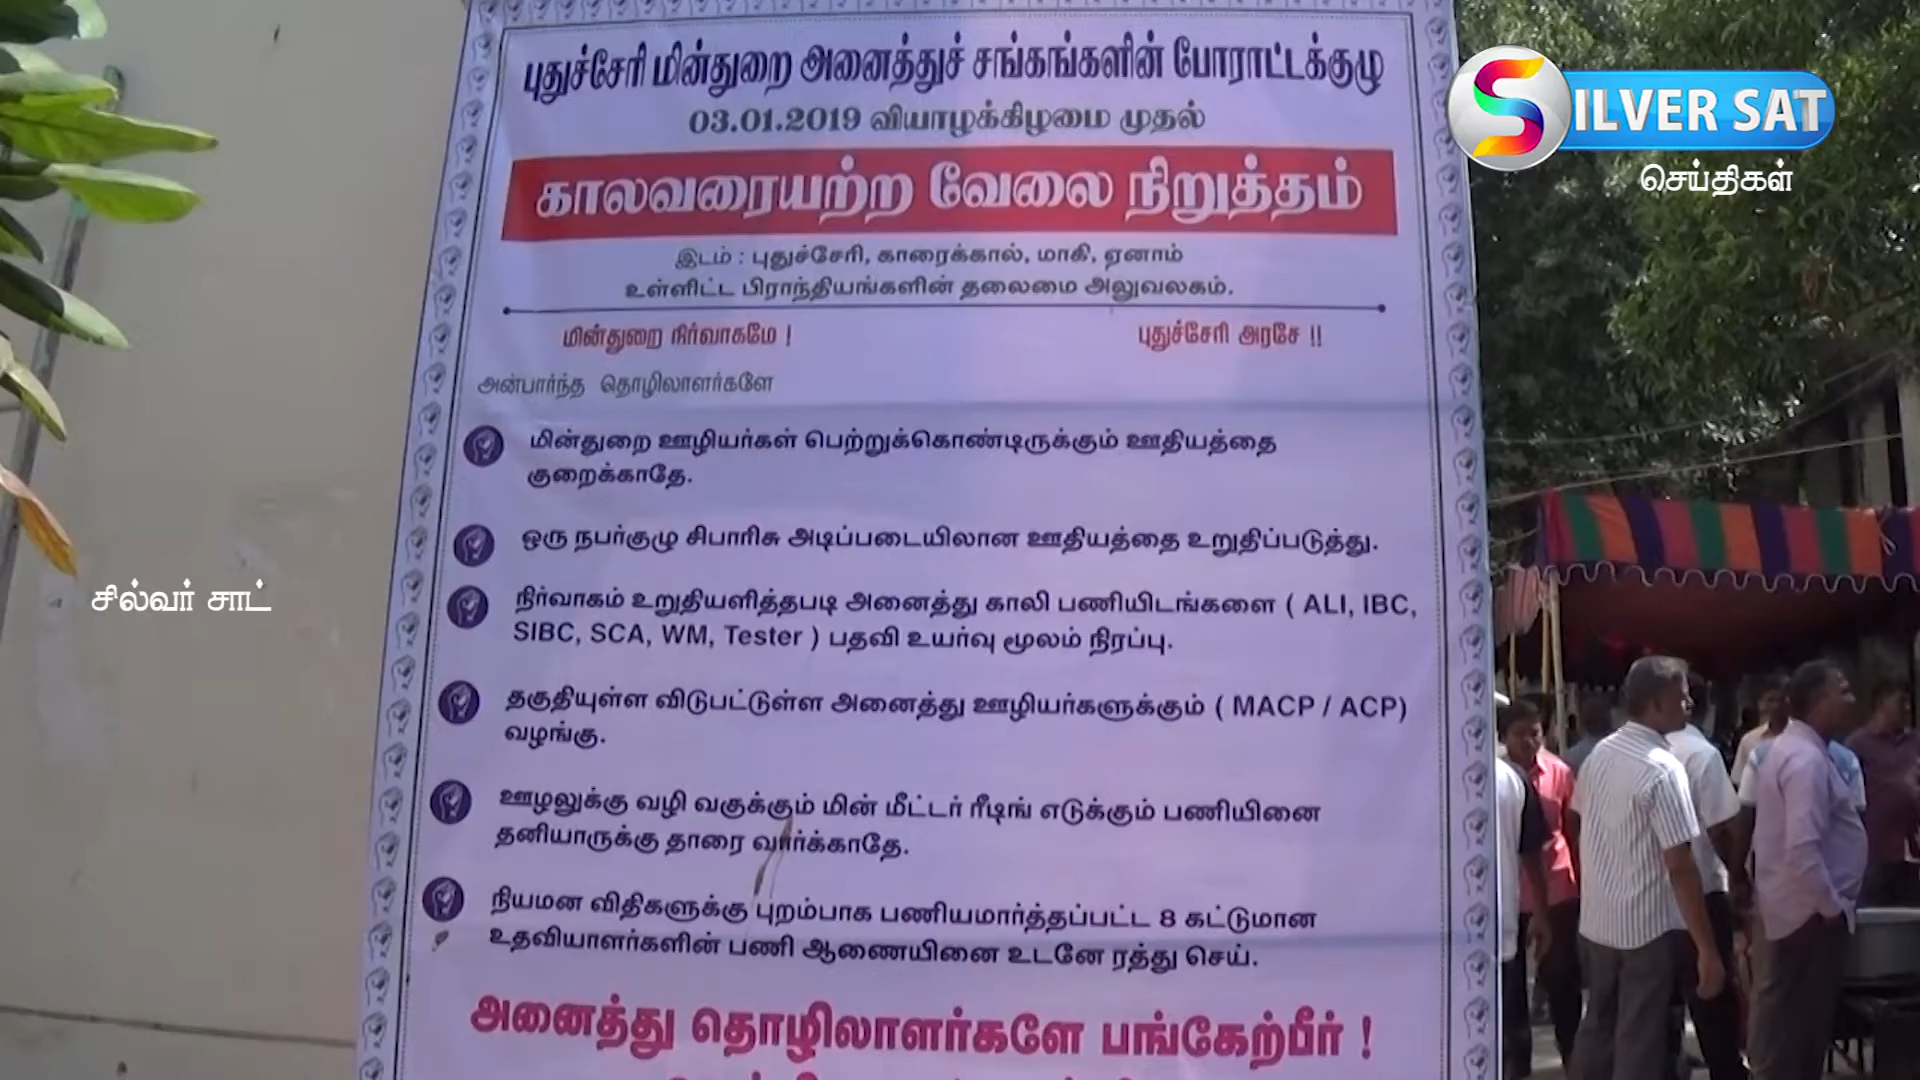 புதுச்சேரி மின்துறை அனைத்துச் சங்கங்களின் போராட்டக்குழு
03.01.2019 வியாழக்கிழமை முதல்
காலவரையற்ற வேலை நிறுத்தம்
இடம் : புதுச்சேரி, காரைக்கால், மாகி, ஏனாம்
உள்ளிட்ட பிராந்தியங்களின் தலைமை அலுவலகம்.
மின்துறை நிர்வாகமே ! புதுச்சேரி அரசே !!
அன்பார்ந்த தொழிலாளர்களே
மின்துறை ஊழியர்கள் பெற்றுக்கொண்டிருக்கும் ஊதியத்தை
குறைக்காதே.
ஒரு நபர்குழு சிபாரிசு அடிப்படையிலான ஊதியத்தை உறுதிப்படுத்து.
நிர்வாகம் உறுதியளித்தபடி அனைத்து காலி பணியிடங்களை ( ALI, IBC,
SIBC, SCA, WM, Tester ) பதவி உயர்வு மூலம் நிரப்பு.
தகுதியுள்ள விடுபட்டுள்ள அனைத்து ஊழியர்களுக்கும் ( MACP / ACP)
வழங்கு.
ஊழலுக்கு வழி வகுக்கும் மின் மீட்டர் ரீடிங் எடுக்கும் பணியினை
தனியாருக்கு தாரை வார்க்காதே.
நியமன விதிகளுக்கு புறம்பாக பணியமார்த்தப்பட்ட 8 கட்டுமான
உதவியாளர்களின் பணி ஆணையினை உடனே ரத்து செய்.
அனைத்து தொழிலாளர்களே பங்கேற்பீர் !
SILVER SAT
செய்திகள்
சில்வர் சாட்